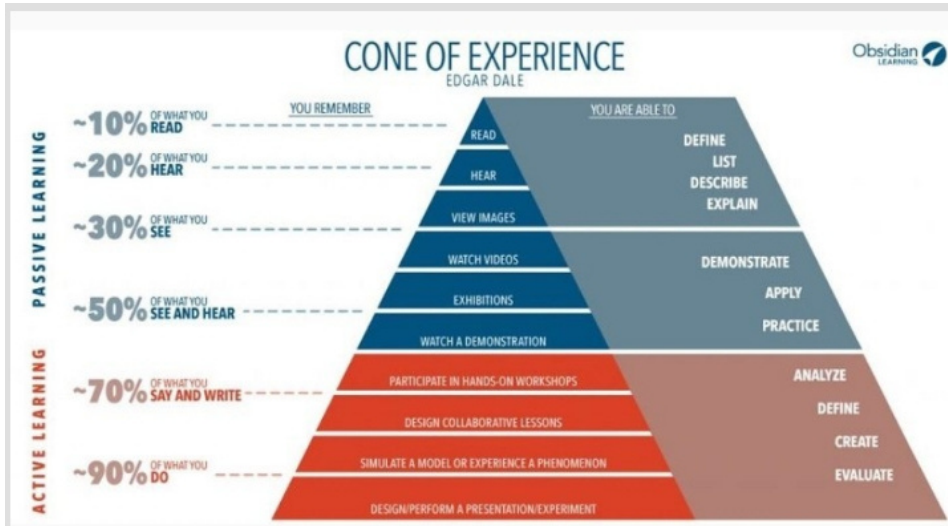 CONE OF EXPERIENCE
EDGAR DALE
Obsidian
LEARNING
PASSIVE LEARNING
ACTIVE LEARNING
YOU REMEMBER
~10% OF WHAT YOU
READ
~20% OF WHAT YOU
HEAR
~30% OF WHAT YOU
SEE
~50% OF WHAT YOU
SEE AND HEAR
~70% OF WHAT YOU
SAY AND WRITE
~90% OF WHAT YOU
DO
READ
HEAR
VIEW IMAGES
WATCH VIDEOS
EXHIBITIONS
WATCH A DEMONSTRATION
PARTICIPATE IN HANDS-ON WORKSHOPS
DESIGN COLLABORATIVE LESSONS
SIMULATE A MODEL OR EXPERIENCE A PHENOMENON
DESIGN/PERFORM A PRESENTATION/EXPERIMENT
YOU ARE ABLE TO
DEFINE
LIST
DESCRIBE
EXPLAIN
DEMONSTRATE
APPLY
PRACTICE
ANALYZE
DEFINE
CREATE
EVALUATE